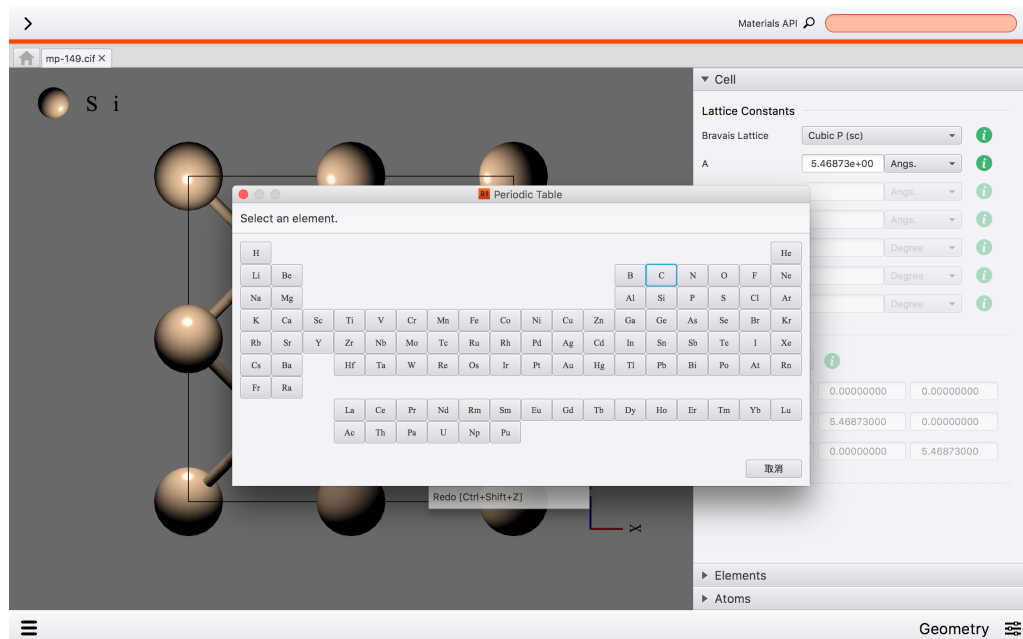 Materials API
mp-149.cif
S i
Cell
Lattice Constants
Bravais Lattice Cubic P (sc)
A 5.46873e+00 Angs.
Angs.
Angs.
Degree
Degree
Degree
Periodic Table
Select an element.
H He
Li Be B C N O F Ne
Na Mg Al Si P S Cl Ar
K Ca Sc Ti V Cr Mn Fe Co Ni Cu Zn Ga Ge As Se Br Kr
Rb Sr Y Zr Nb Mo Tc Ru Rh Pd Ag Cd In Sn Sb Te I Xe
Cs Ba Hf Ta W Re Os Ir Pt Au Hg Tl Pb Bi Po At Rn
Fr Ra
La Ce Pr Nd Rm Sm Eu Gd Tb Dy Ho Er Tm Yb Lu
Ac Th Pa U Np Pu
取消
0.00000000 0.00000000
5.46873000 0.00000000
0.00000000 5.46873000
Redo [Ctrl+Shift+Z]
X
Elements
Atoms
Geometry